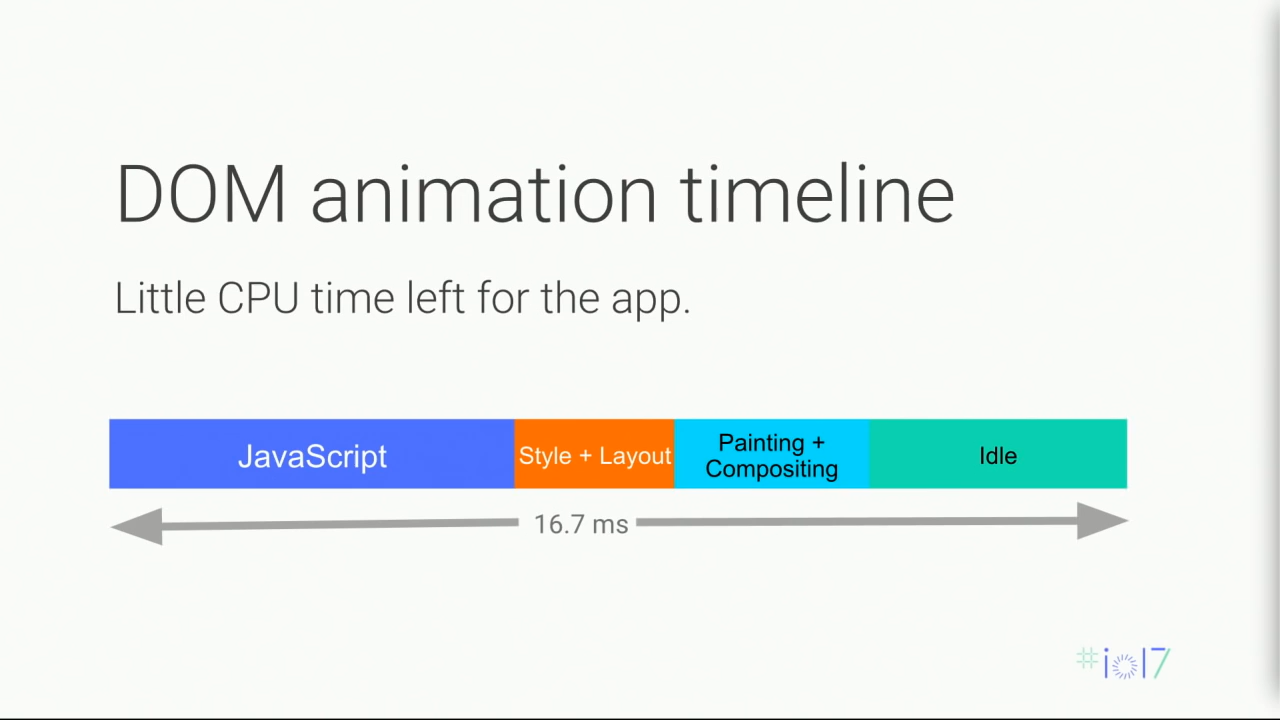 DOM animation timeline
Little CPU time left for the app.
JavaScript
Style + Layout
Painting +
Compositing
Idle
16.7 ms
#io17